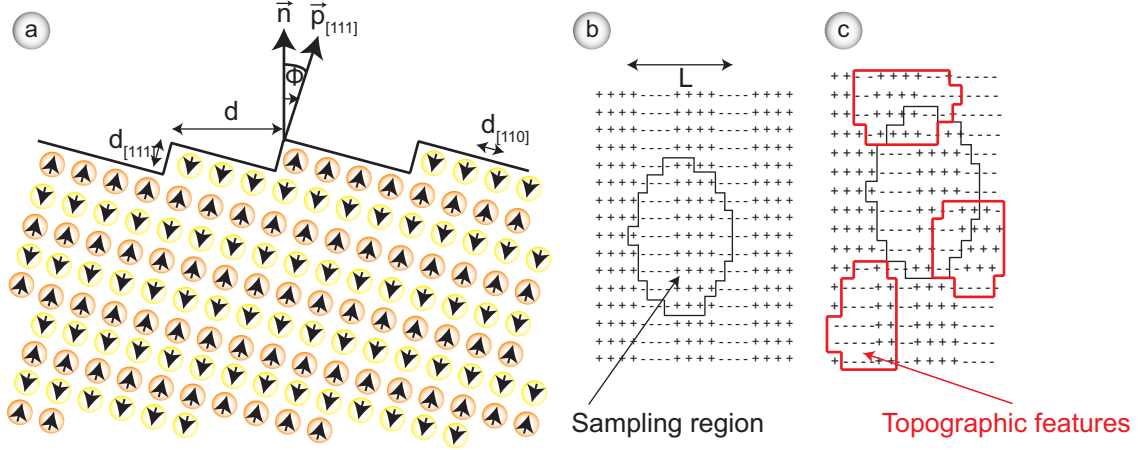 a
n
p[111]
Φ
d
d[111]
d[110]
b
L
Sampling region
c
Topographic features